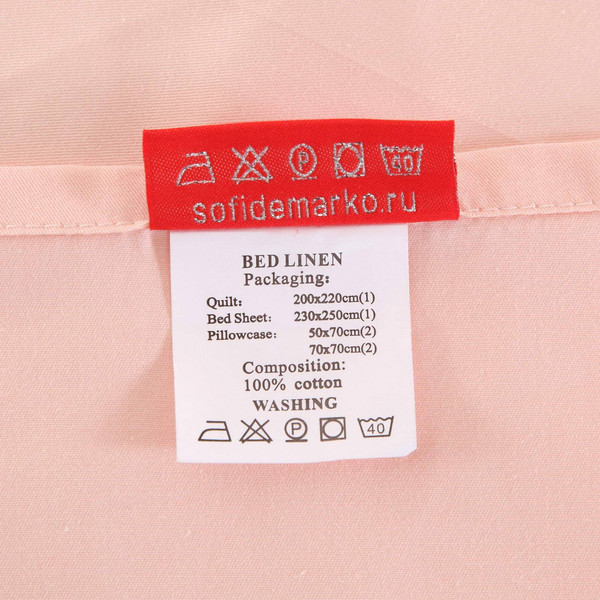 P 40
sofidemarko.ru
BED LINEN
Packaging:
Quilt: 200x220cm(1)
Bed Sheet: 230x250cm(1)
Pillowcase: 50x70cm(2)
70x70cm(2)
Composition:
100% cotton
WASHING
P 40